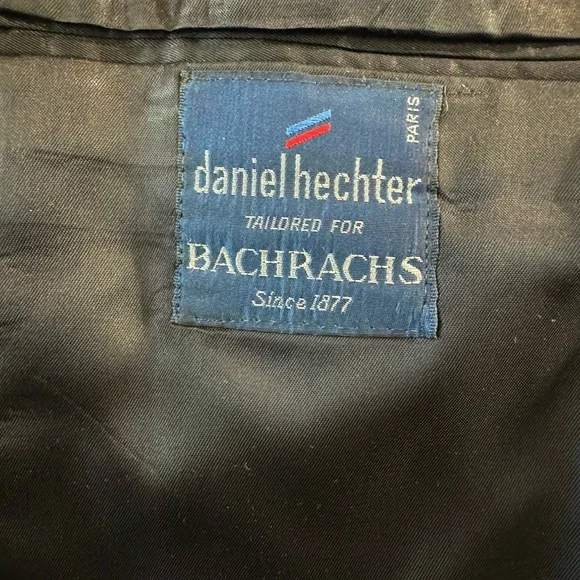 PARIS
daniel hechter
TAILORED FOR
BACHRACHS
Since 1877